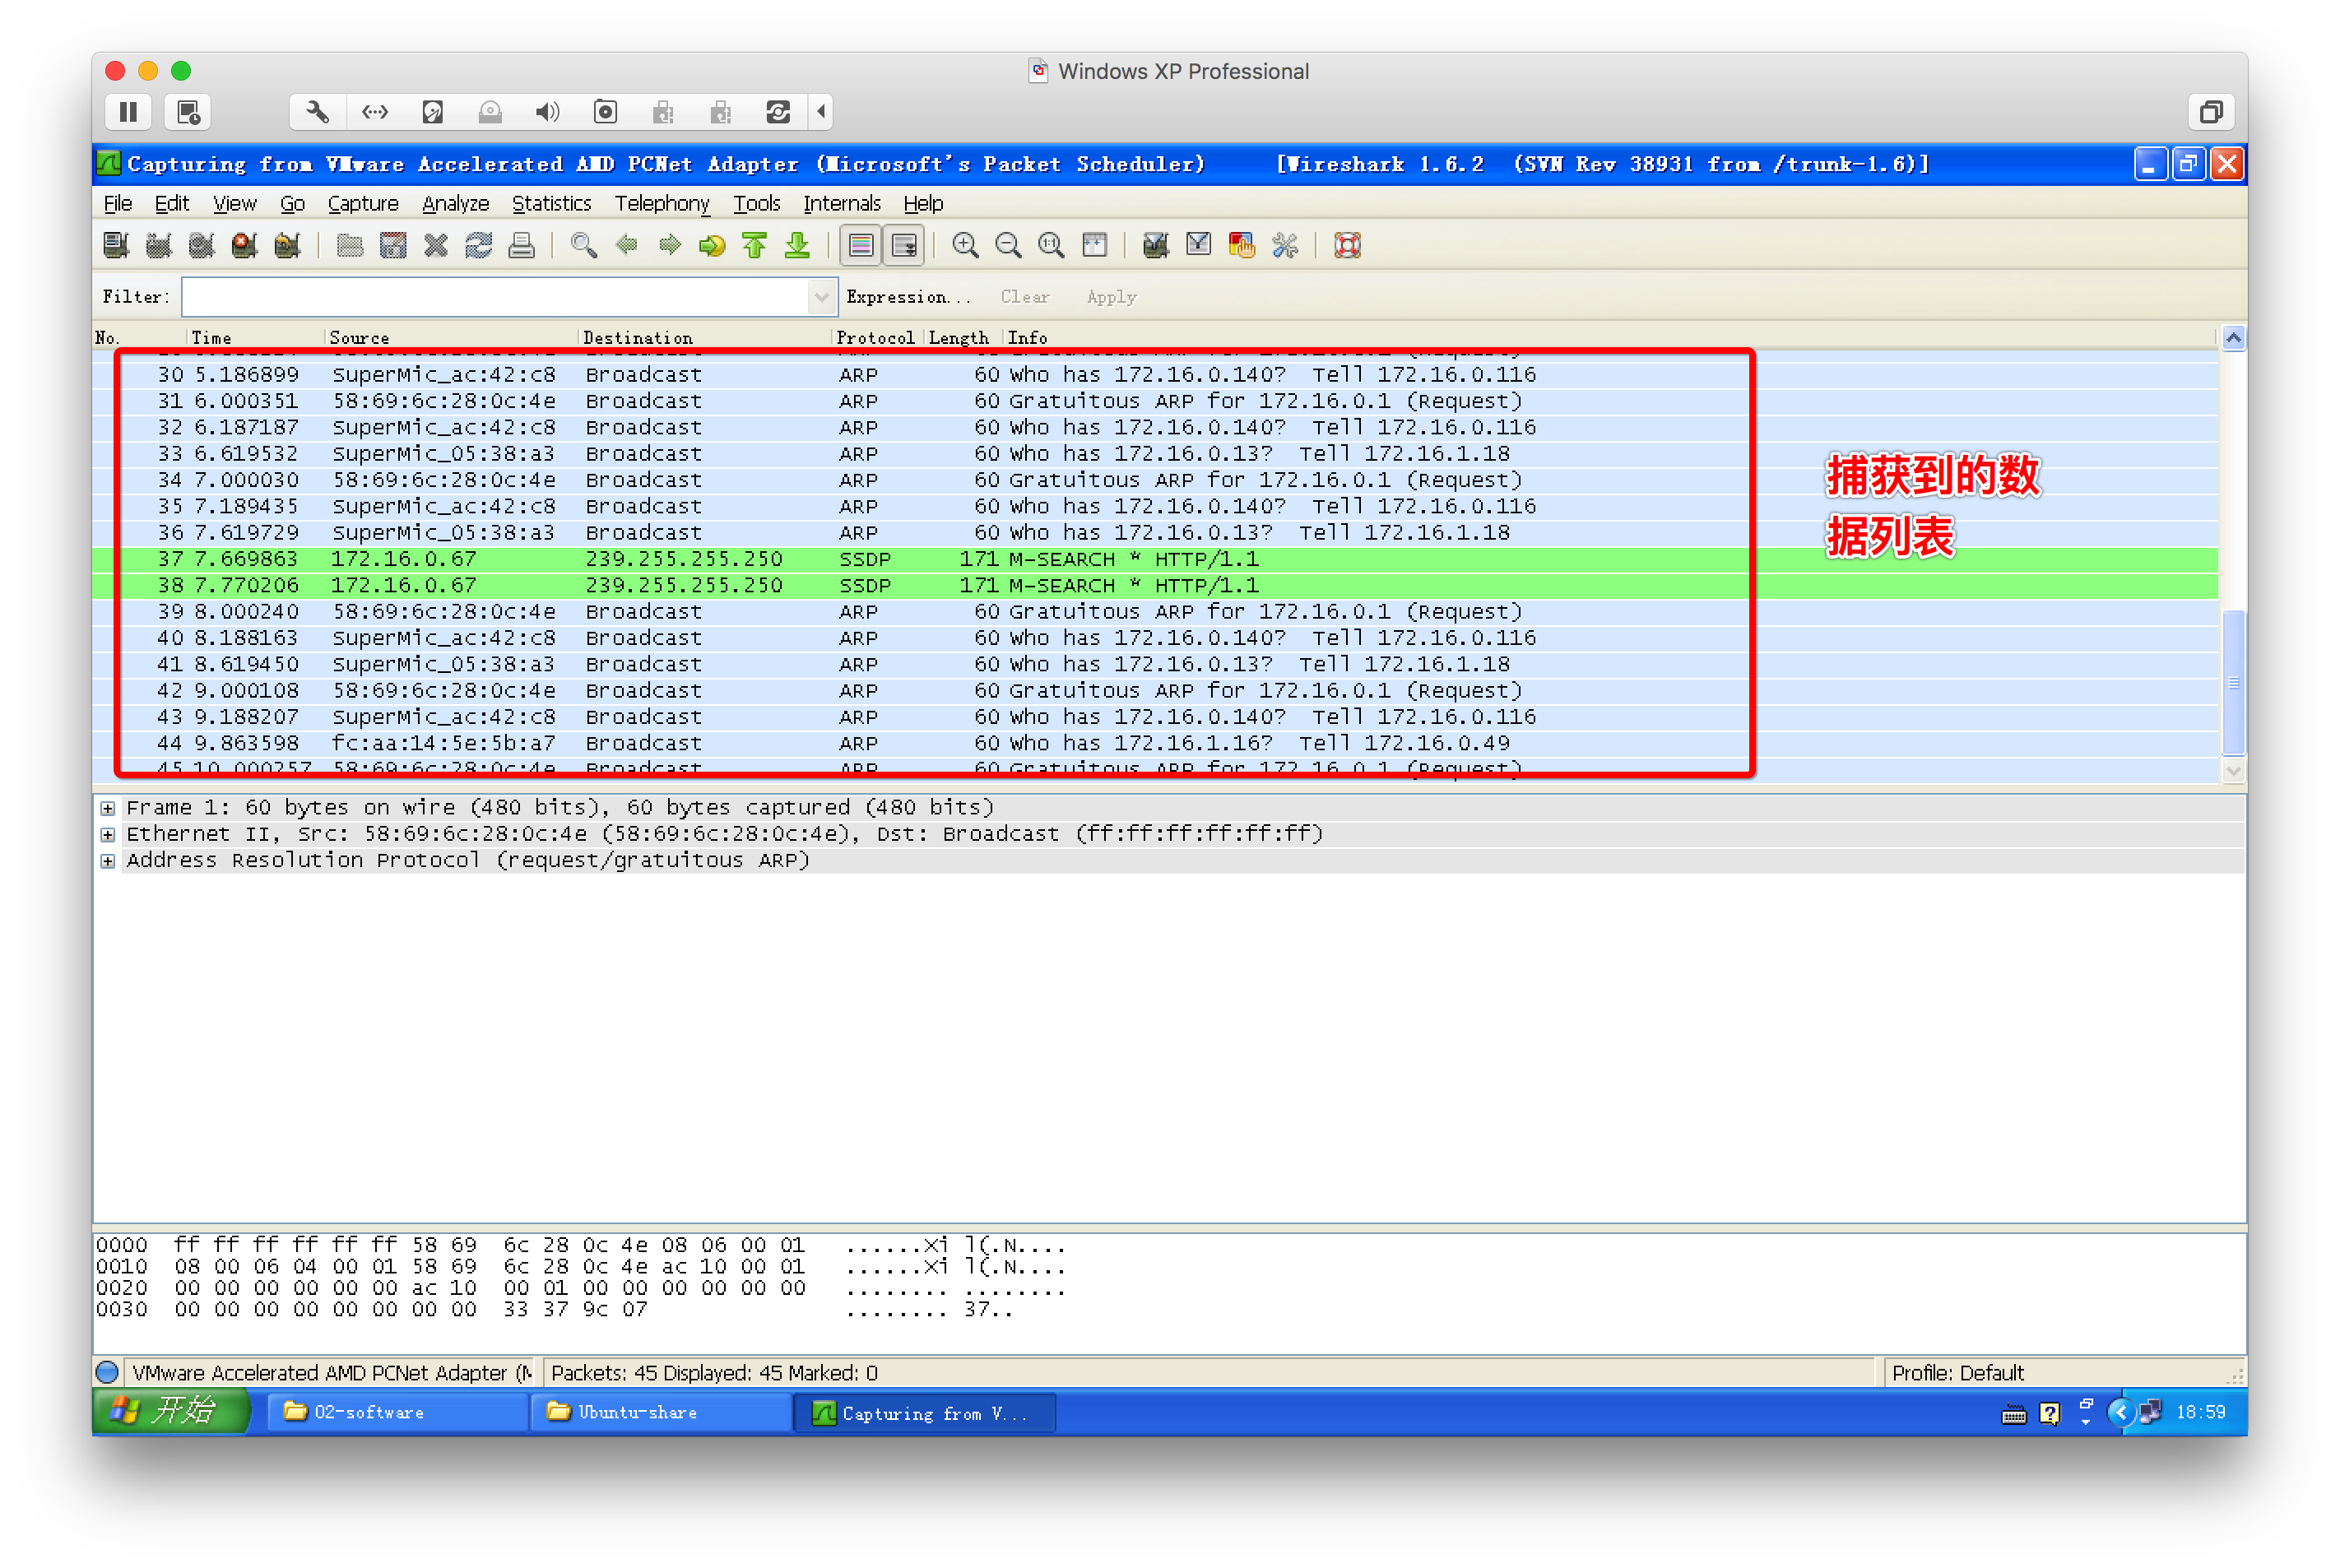 Windows XP Professional
Capturing from VMware Accelerated AMD PCNet Adapter (Microsoft's Packet Scheduler) [Wireshark 1.6.2 (SVN Rev 38931 from /trunk-1.6)]
File Edit View Go Capture Analyze Statistics Telephony Tools Internals Help
Filter: Expression... Clear Apply
No. Time Source Destination Protocol Length Info
30 5.186899 SuperMic_ac:42:c8 Broadcast ARP 60 Who has 172.16.0.140? Tell 172.16.0.116
31 6.000351 58:69:6c:28:0c:4e Broadcast ARP 60 Gratuitous ARP for 172.16.0.1 (Request)
32 6.187187 SuperMic_ac:42:c8 Broadcast ARP 60 Who has 172.16.0.140? Tell 172.16.0.116
33 6.619532 SuperMic_05:38:a3 Broadcast ARP 60 Who has 172.16.0.13? Tell 172.16.1.18
34 7.000030 58:69:6c:28:0c:4e Broadcast ARP 60 Gratuitous ARP for 172.16.0.1 (Request)
35 7.189435 SuperMic_ac:42:c8 Broadcast ARP 60 Who has 172.16.0.140? Tell 172.16.0.116
36 7.619729 SuperMic_05:38:a3 Broadcast ARP 60 Who has 172.16.0.13? Tell 172.16.1.18
37 7.669863 172.16.0.67 239.255.255.250 SSDP 171 M-SEARCH * HTTP/1.1
38 7.770206 172.16.0.67 239.255.255.250 SSDP 171 M-SEARCH * HTTP/1.1
39 8.000240 58:69:6c:28:0c:4e Broadcast ARP 60 Gratuitous ARP for 172.16.0.1 (Request)
40 8.188163 SuperMic_ac:42:c8 Broadcast ARP 60 Who has 172.16.0.140? Tell 172.16.0.116
41 8.619450 SuperMic_05:38:a3 Broadcast ARP 60 Who has 172.16.0.13? Tell 172.16.1.18
42 9.000108 58:69:6c:28:0c:4e Broadcast ARP 60 Gratuitous ARP for 172.16.0.1 (Request)
43 9.188207 SuperMic_ac:42:c8 Broadcast ARP 60 Who has 172.16.0.140? Tell 172.16.0.116
44 9.863598 fc:aa:14:5e:5b:a7 Broadcast ARP 60 Who has 172.16.1.16? Tell 172.16.0.49
45 10.000257 58:69:6c:28:0c:4e Broadcast ARP 60 Gratuitous ARP for 172.16.0.1 (Request)
捕获到的数
据列表
Frame 1: 60 bytes on wire (480 bits), 60 bytes captured (480 bits)
Ethernet II, Src: 58:69:6c:28:0c:4e (58:69:6c:28:0c:4e), Dst: Broadcast (ff:ff:ff:ff:ff:ff)
Address Resolution Protocol (request/gratuitous ARP)
0000 ff ff ff ff ff ff 58 69 6c 28 0c 4e 08 06 00 01 ......Xi l(.N....
0010 08 00 06 04 00 01 58 69 6c 28 0c 4e ac 10 00 01 ......Xi l(.N....
0020 00 00 00 00 00 00 ac 10 00 01 00 00 00 00 00 00 ........ ........
0030 00 00 00 00 00 00 00 00 33 37 9c 07 ........ 37..
VMware Accelerated AMD PCNet Adapter (M Packets: 45 Displayed: 45 Marked: 0 Profile: Default
开始 02-software Ubuntu-share Capturing from V... 18:59